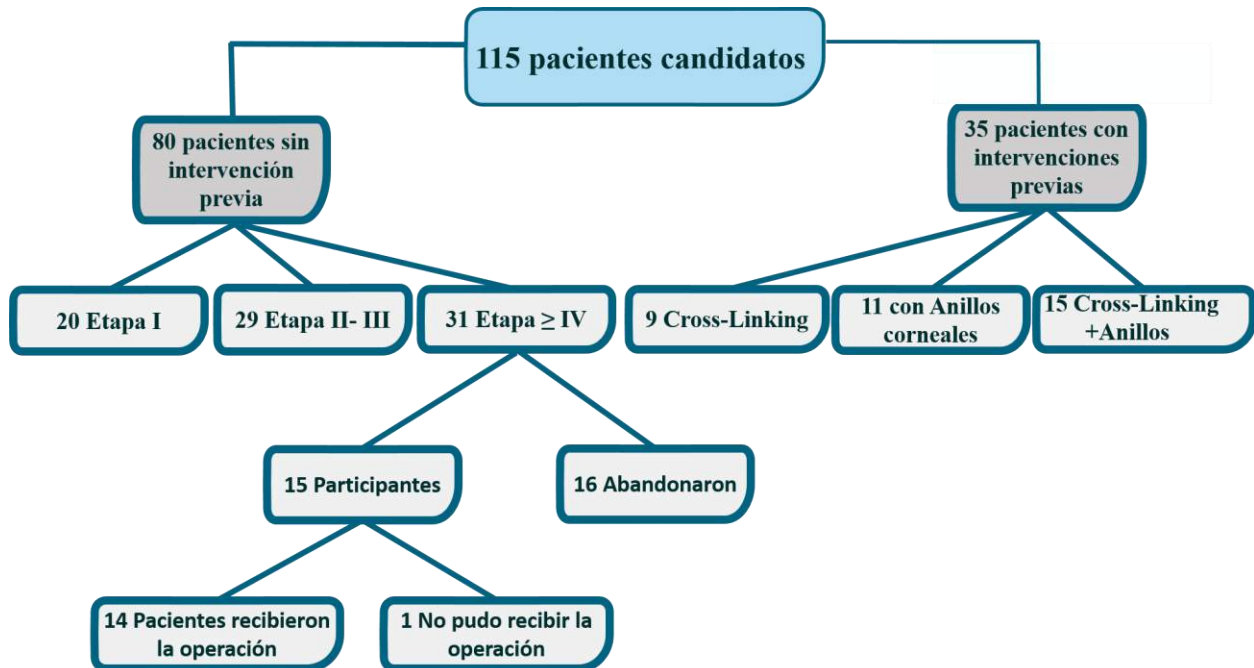 115 pacientes candidatos
80 pacientes sin
intervención
previa
35 pacientes con
intervenciones
previas
20 Etapa I
29 Etapa II- III
31 Etapa ≥ IV
9 Cross-Linking
11 con Anillos
corneales
15 Cross-Linking
+Anillos
15 Participantes
16 Abandonaron
14 Pacientes recibieron
la operación
1 No pudo recibir la
operación